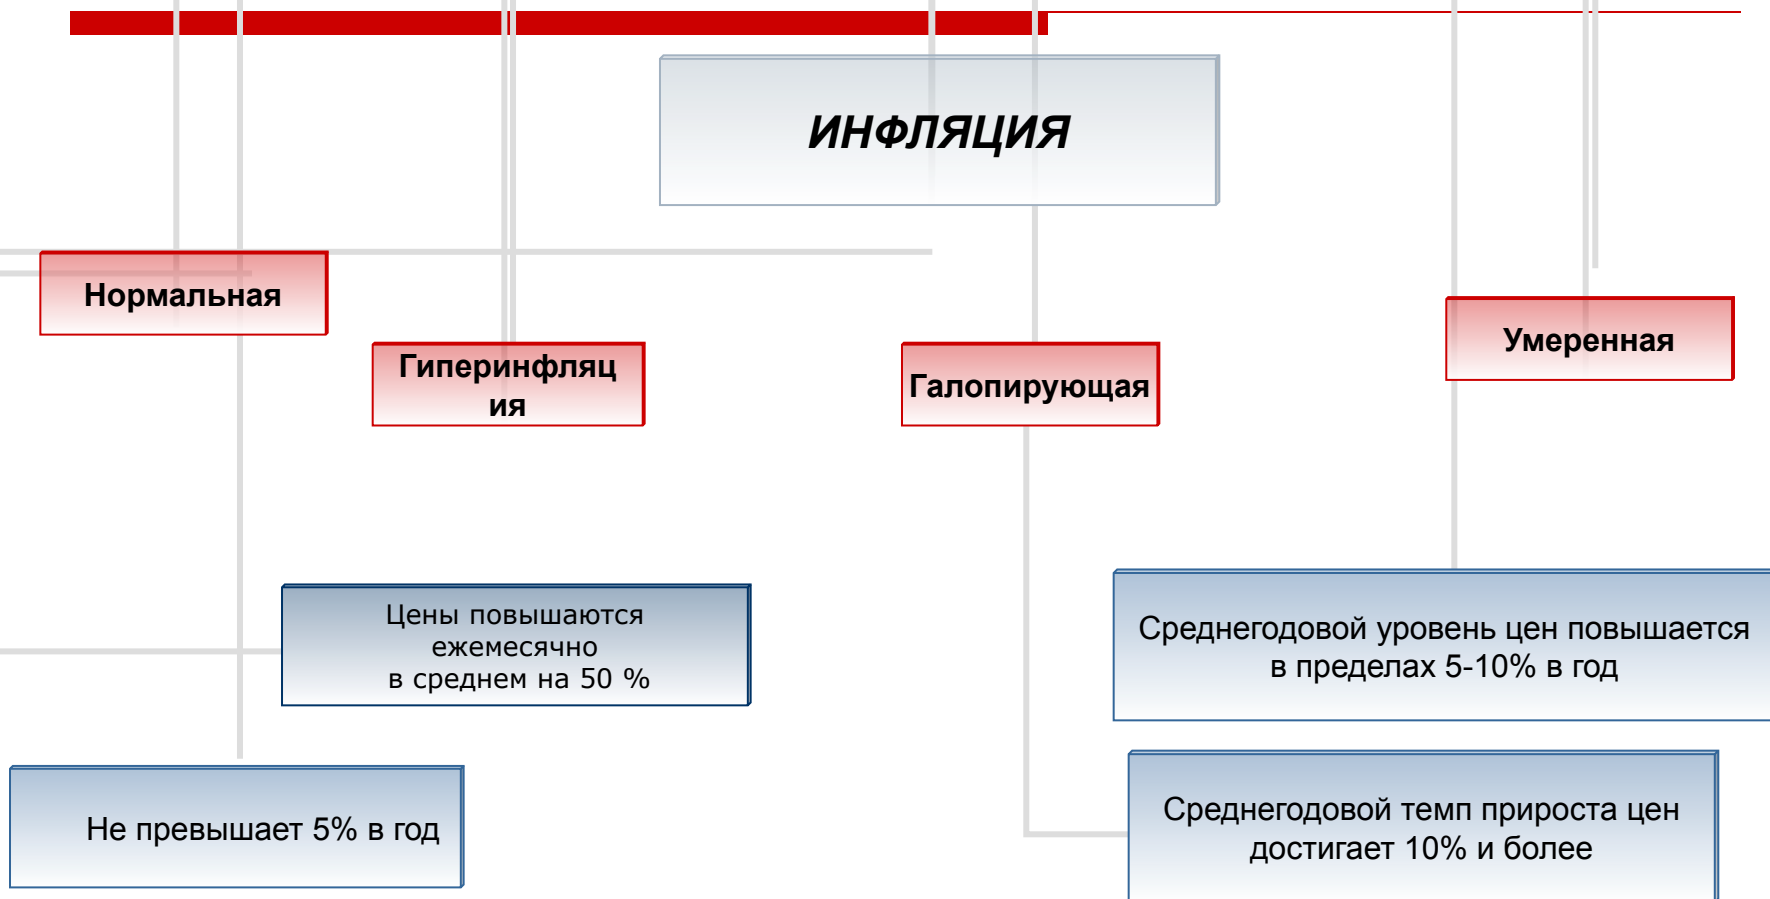 ИНФЛЯЦИЯ
Нормальная
Гиперинфляц
ия
Галопирующая
Умеренная
Цены повышаются
ежемесячно
в среднем на 50 %
Среднегодовой уровень цен повышается
в пределах 5-10% в год
Не превышает 5% в год
Среднегодовой темп прироста цен
достигает 10% и более